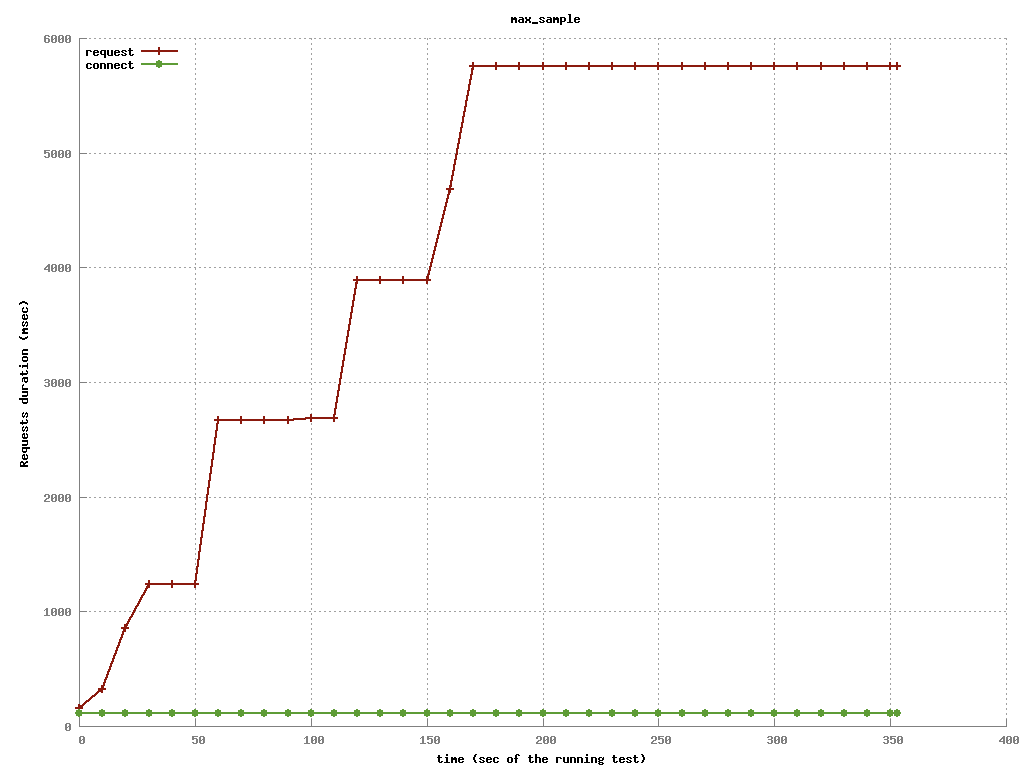 max_sample
request
connect
6000
5000
4000
3000
2000
1000
0
Requests duration (msec)
0 50 100 150 200 250 300 350 400
time (sec of the running test)